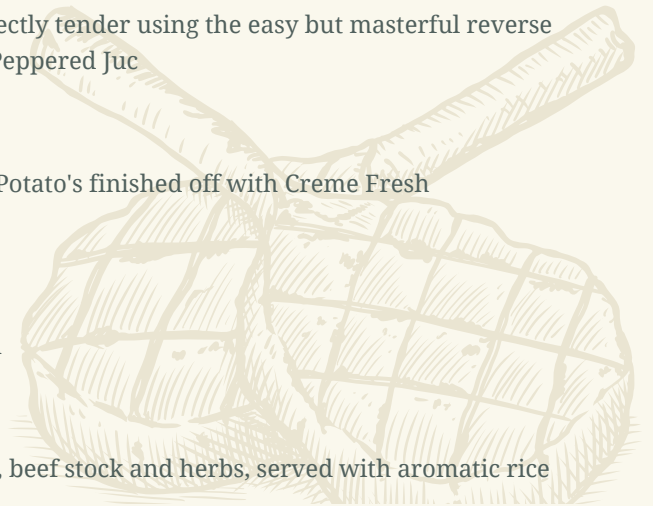 ectly tender using the easy but masterful reverse
Peppered Juc
Potato's finished off with Creme Fresh
, beef stock and herbs, served with aromatic rice